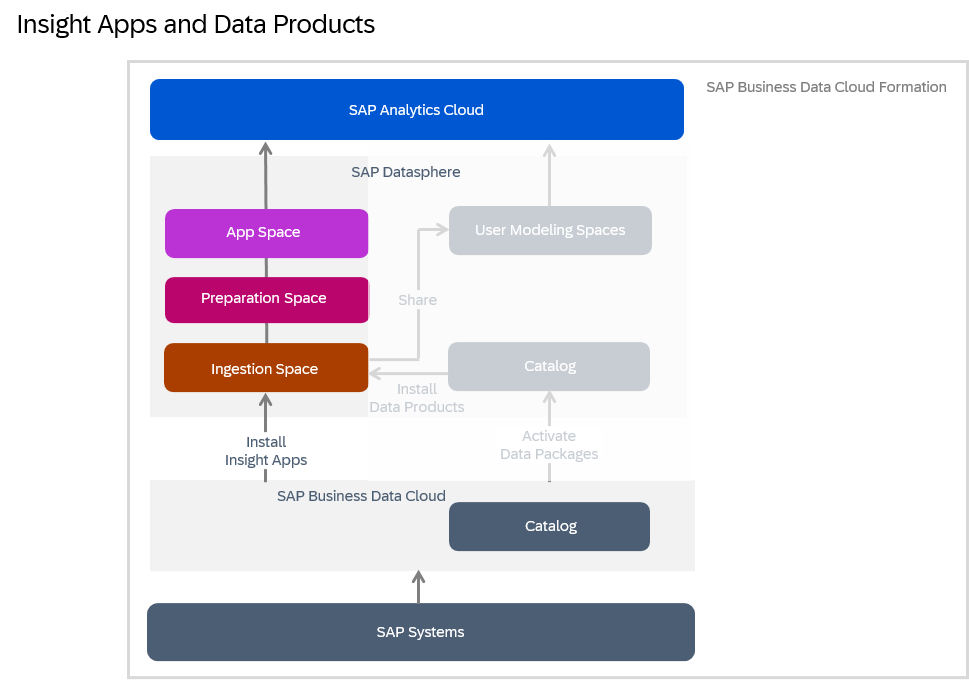 Insight Apps and Data Products
SAP Business Data Cloud Formation
SAP Analytics Cloud
SAP Datasphere
App Space
User Modeling Spaces
Preparation Space
Share
Ingestion Space
Catalog
Install
Data Products
Install
Insight Apps
Activate
Data Packages
SAP Business Data Cloud
Catalog
SAP Systems